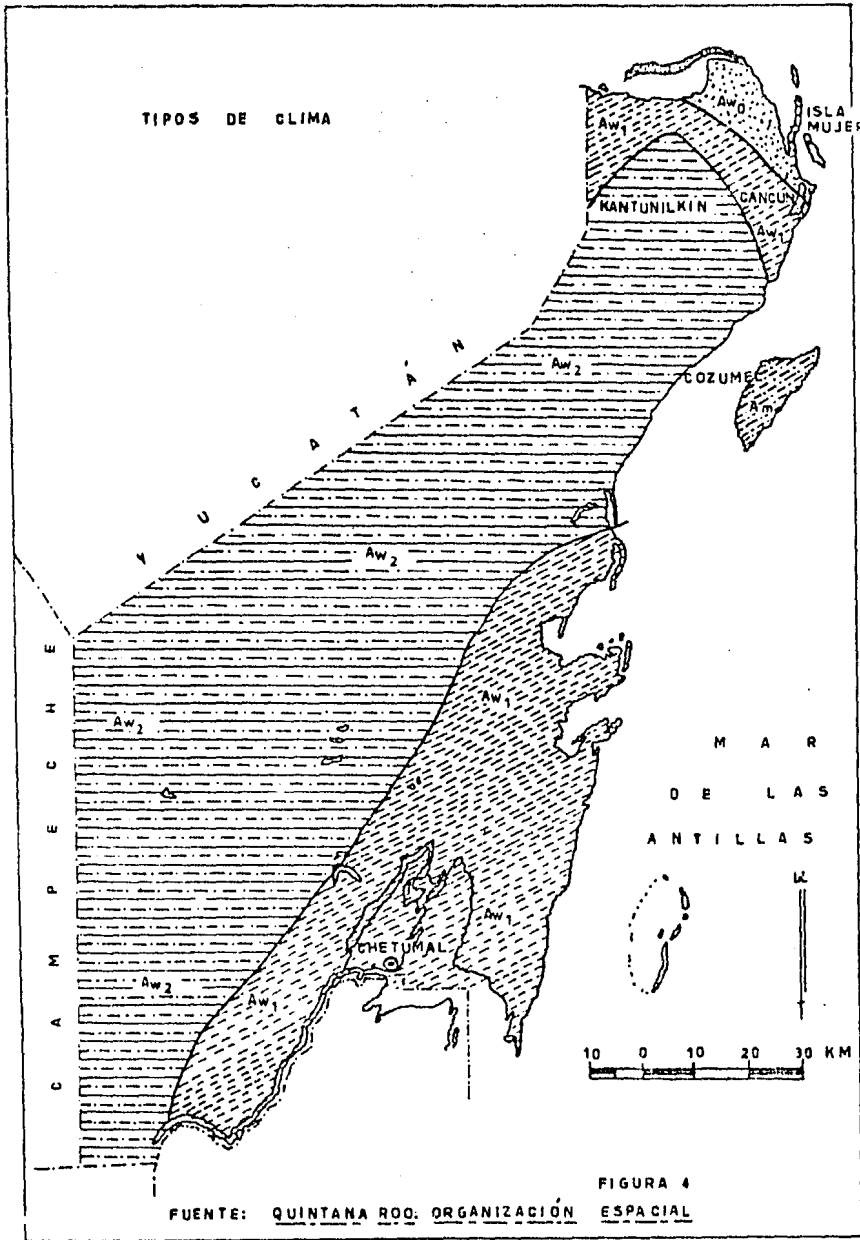 TIPOS DE CLIMA
Aw0
ISLA
MUJER
Aw1
CANCUN
KANTUNILKIN
Aw1
Aw2
COZUMEL
Am
YUCATÁN
Aw2
Aw1
Aw2
CAMPECHE
MAR
DE LAS
ANTILLAS
Aw1
CHETUMAL
Aw2
Aw1
10 0 10 20 30 KM
FIGURA 4
FUENTE: QUINTANA ROO: ORGANIZACIÓN ESPACIAL